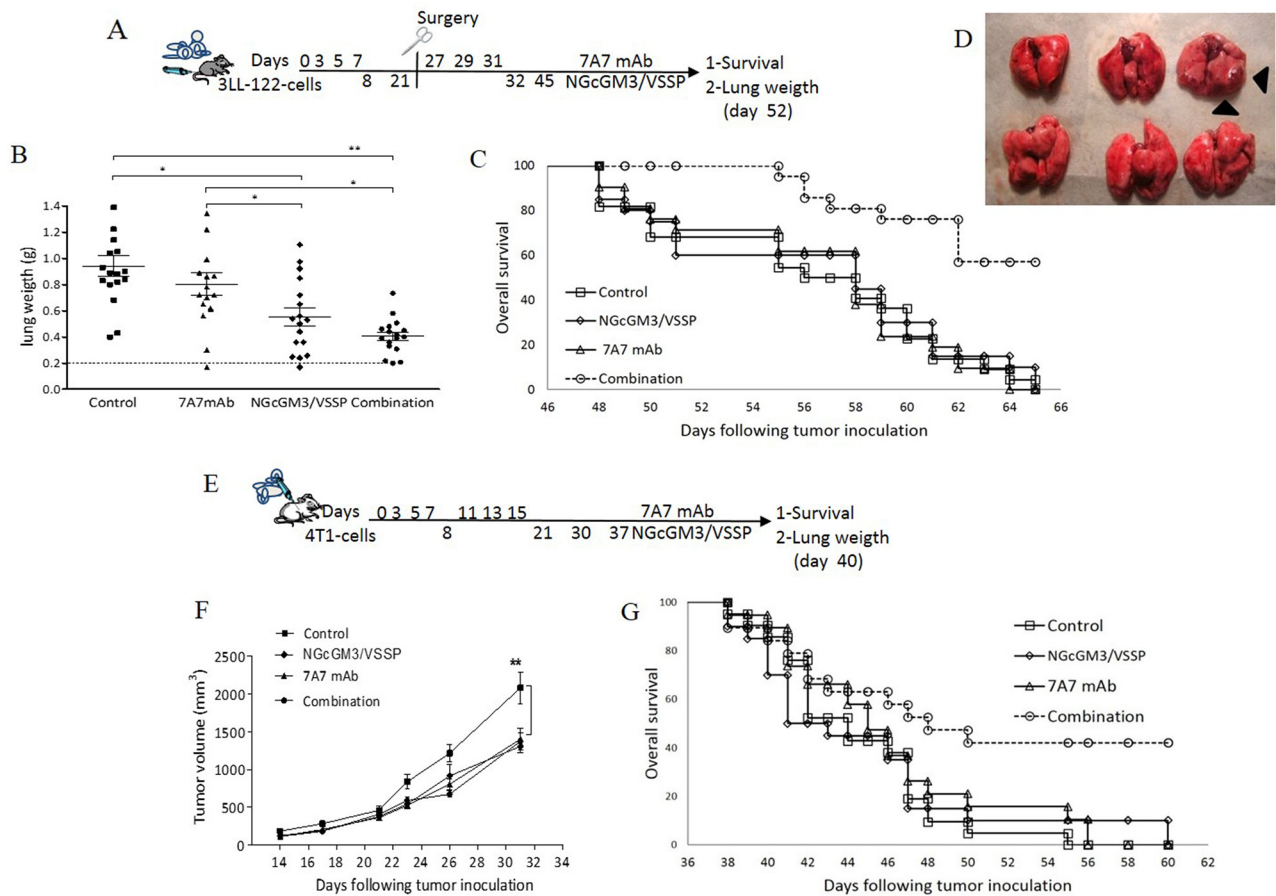 A
Surgery
Days 0 3 5 7 27 29 31 7A7 mAb 1-Survival
3LL-122-cells 8 21 32 45 NGcGM3/VSSP 2-Lung weigth
(day 52)
D
B
** 
* *
*
lung weigth (g)
1.4
1.2
1.0
0.8
0.6
0.4
0.2
0.0
Control 7A7mAb NGcGM3/VSSP Combination
C
Overall survival
100
80
60
40
20
0
Control
NGcGM3/VSSP
7A7 mAb
Combination
46 48 50 52 54 56 58 60 62 64 66
Days following tumor inoculation
E
Days 0 3 5 7 11 13 15 7A7 mAb 1-Survival
4T1-cells 8 21 30 37 NGcGM3/VSSP 2-Lung weigth
(day 40)
F
Control
NGcGM3/VSSP
7A7 mAb
Combination
**
Tumor volume (mm3)
2500
2000
1500
1000
500
0
14 16 18 20 22 24 26 28 30 32 34
Days following tumor inoculation
G
Overall survival
100
80
60
40
20
0
Control
NGcGM3/VSSP
7A7 mAb
Combination
36 38 40 42 44 46 48 50 52 54 56 58 60 62
Days following tumor inoculation